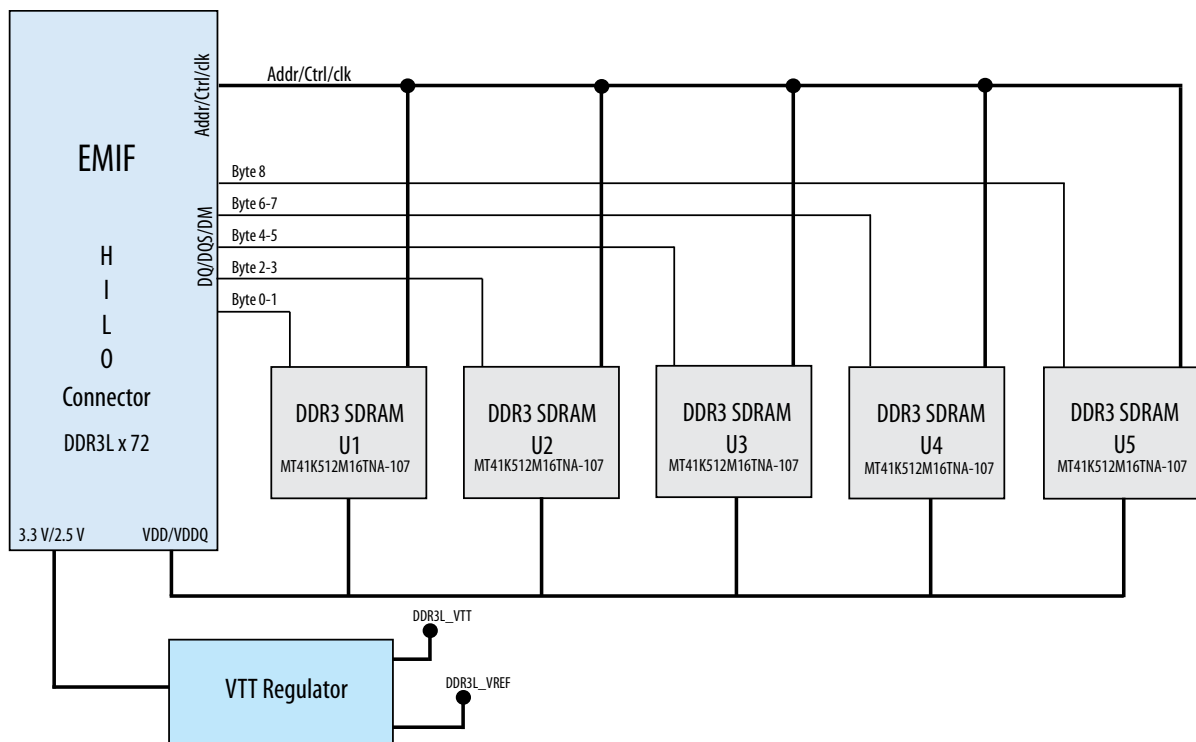 Addr/Ctrl/clk
Addr/Ctrl/clk
EMIF
H
I
L
O
Connector
DDR3L x 72
DQ/DQS/DM
Byte 8
Byte 6-7
Byte 4-5
Byte 2-3
Byte 0-1
DDR3 SDRAM
U1
MT41K512M16TNA-107
DDR3 SDRAM
U2
MT41K512M16TNA-107
DDR3 SDRAM
U3
MT41K512M16TNA-107
DDR3 SDRAM
U4
MT41K512M16TNA-107
DDR3 SDRAM
U5
MT41K512M16TNA-107
3.3 V/2.5 V
VDD/VDDQ
DDR3L_VTT
VTT Regulator
DDR3L_VREF